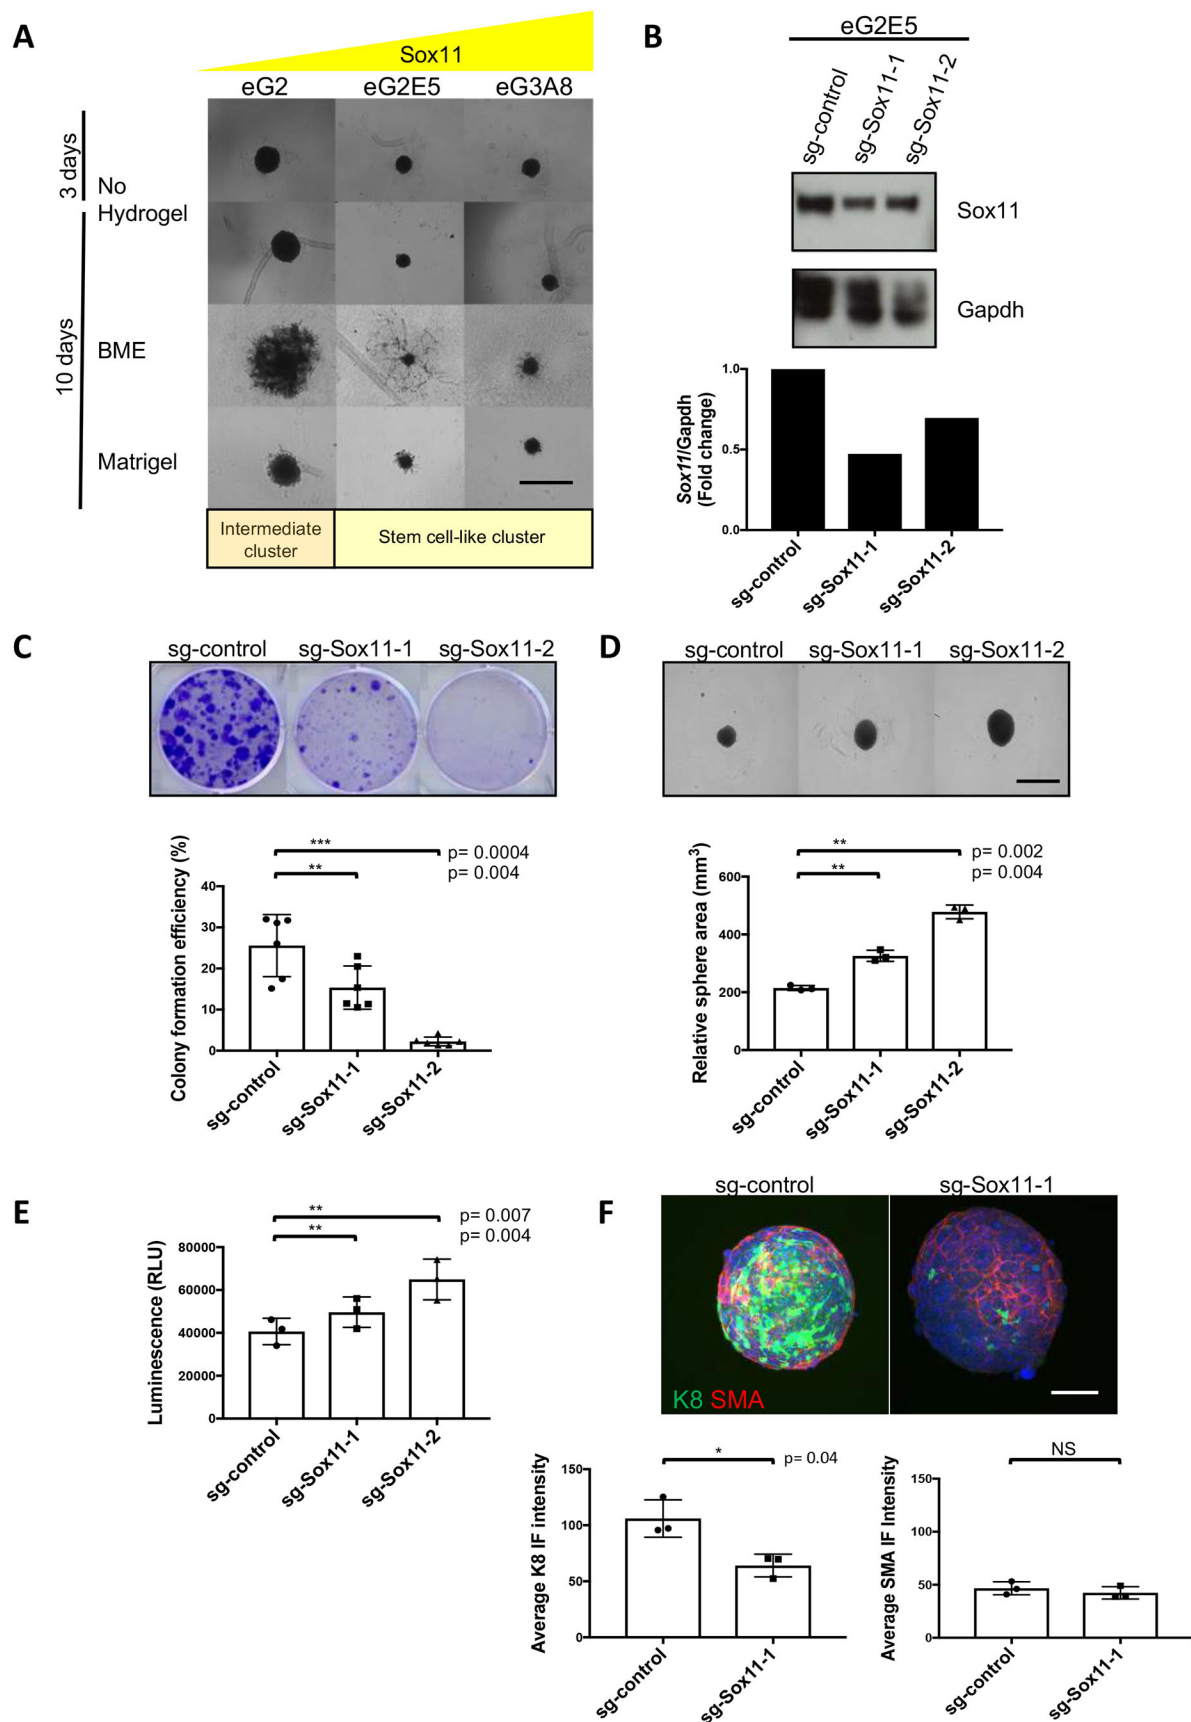 A
Sox11
eG2 eG2E5 eG3A8
3 days
No
Hydrogel
10 days
BME
Matrigel
Intermediate
cluster
Stem cell-like cluster
B
eG2E5
sg-control
sg-Sox11-1
sg-Sox11-2
Sox11
Gapdh
Sox11/Gapdh
(Fold change)
1.0
0.5
0.0
sg-control
sg-Sox11-1
sg-Sox11-2
C
sg-control sg-Sox11-1 sg-Sox11-2
***
p= 0.0004
**
p= 0.004
Colony formation efficiency (%)
40
30
20
10
0
sg-control
sg-Sox11-1
sg-Sox11-2
D
sg-control sg-Sox11-1 sg-Sox11-2
**
p= 0.002
**
p= 0.004
Relative sphere area (mm³)
600
400
200
0
sg-control
sg-Sox11-1
sg-Sox11-2
E
**
p= 0.007
**
p= 0.004
Luminescence (RLU)
80000
60000
40000
20000
0
sg-control
sg-Sox11-1
sg-Sox11-2
F
sg-control sg-Sox11-1
K8 SMA
*
p= 0.04
Average K8 IF intensity
150
100
50
0
sg-control
sg-Sox11-1
NS
Average SMA IF Intensity
150
100
50
0
sg-control
sg-Sox11-1